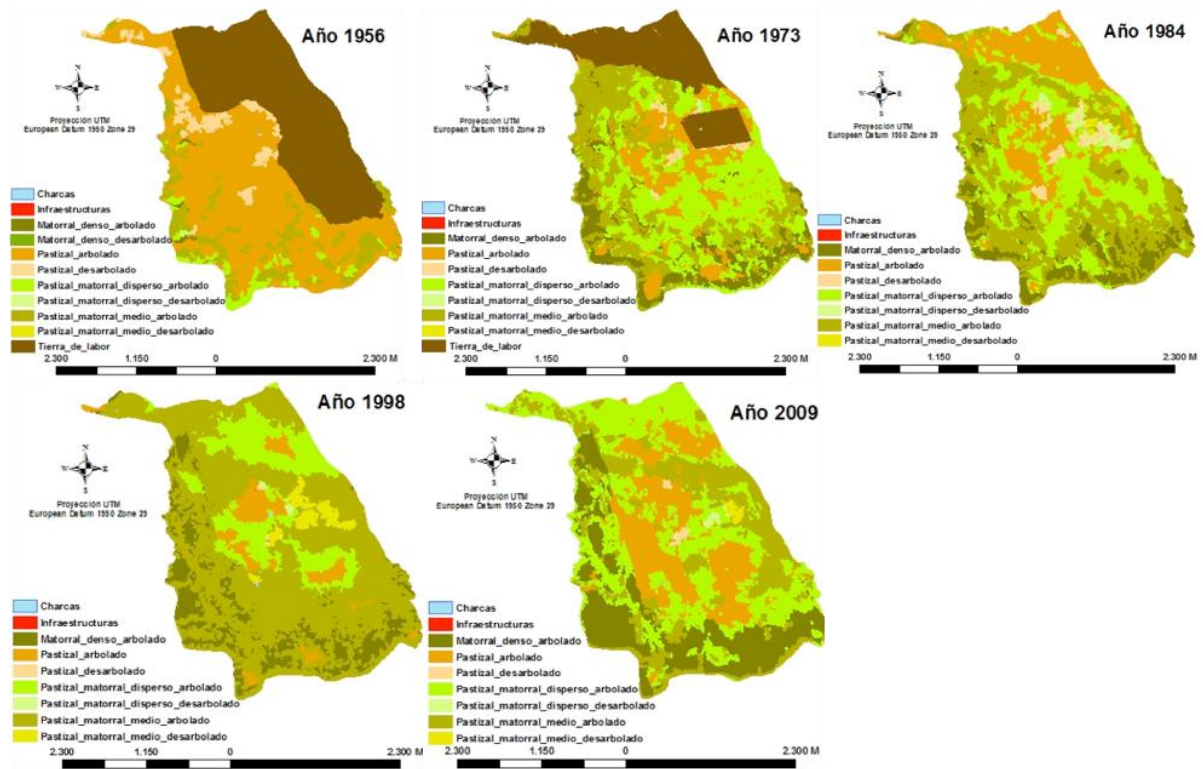 Año 1956
N
W E
S
Proyección UTM
European Datum 1950 Zone 29
Charcas
Infraestructuras
Matorral_denso_arbolado
Matorral_denso_desarbolado
Pastizal_arbolado
Pastizal_desarbolado
Pastizal_matorral_disperso_arbolado
Pastizal_matorral_disperso_desarbolado
Pastizal_matorral_medio_arbolado
Pastizal_matorral_medio_desarbolado
Tierra_de_labor
2.300 1.150 0 2.300 M
Año 1973
N
W E
S
Proyección UTM
European Datum 1950 Zone 29
Charcas
Infraestructuras
Matorral_denso_arbolado
Pastizal_arbolado
Pastizal_desarbolado
Pastizal_matorral_disperso_arbolado
Pastizal_matorral_disperso_desarbolado
Pastizal_matorral_medio_arbolado
Pastizal_matorral_medio_desarbolado
Tierra_de_labor
2.300 1.150 0 2.300 M
Año 1984
N
W E
S
Proyección UTM
European Datum 1950 Zone 29
Charcas
Infraestructuras
Matorral_denso_arbolado
Pastizal_arbolado
Pastizal_desarbolado
Pastizal_matorral_disperso_arbolado
Pastizal_matorral_disperso_desarbolado
Pastizal_matorral_medio_arbolado
Pastizal_matorral_medio_desarbolado
2.300 1.150 0 2.300 M
Año 1998
N
W E
S
Proyección UTM
European Datum 1950 Zone 29
Charcas
Infraestructuras
Matorral_denso_arbolado
Pastizal_arbolado
Pastizal_desarbolado
Pastizal_matorral_disperso_arbolado
Pastizal_matorral_disperso_desarbolado
Pastizal_matorral_medio_arbolado
Pastizal_matorral_medio_desarbolado
2.300 1.150 0 2.300 M
Año 2009
N
W E
S
Proyección UTM
European Datum 1950 Zone 29
Charcas
Infraestructuras
Matorral_denso_arbolado
Pastizal_arbolado
Pastizal_desarbolado
Pastizal_matorral_disperso_arbolado
Pastizal_matorral_disperso_desarbolado
Pastizal_matorral_medio_arbolado
Pastizal_matorral_medio_desarbolado
2.300 1.150 0 2.300 M